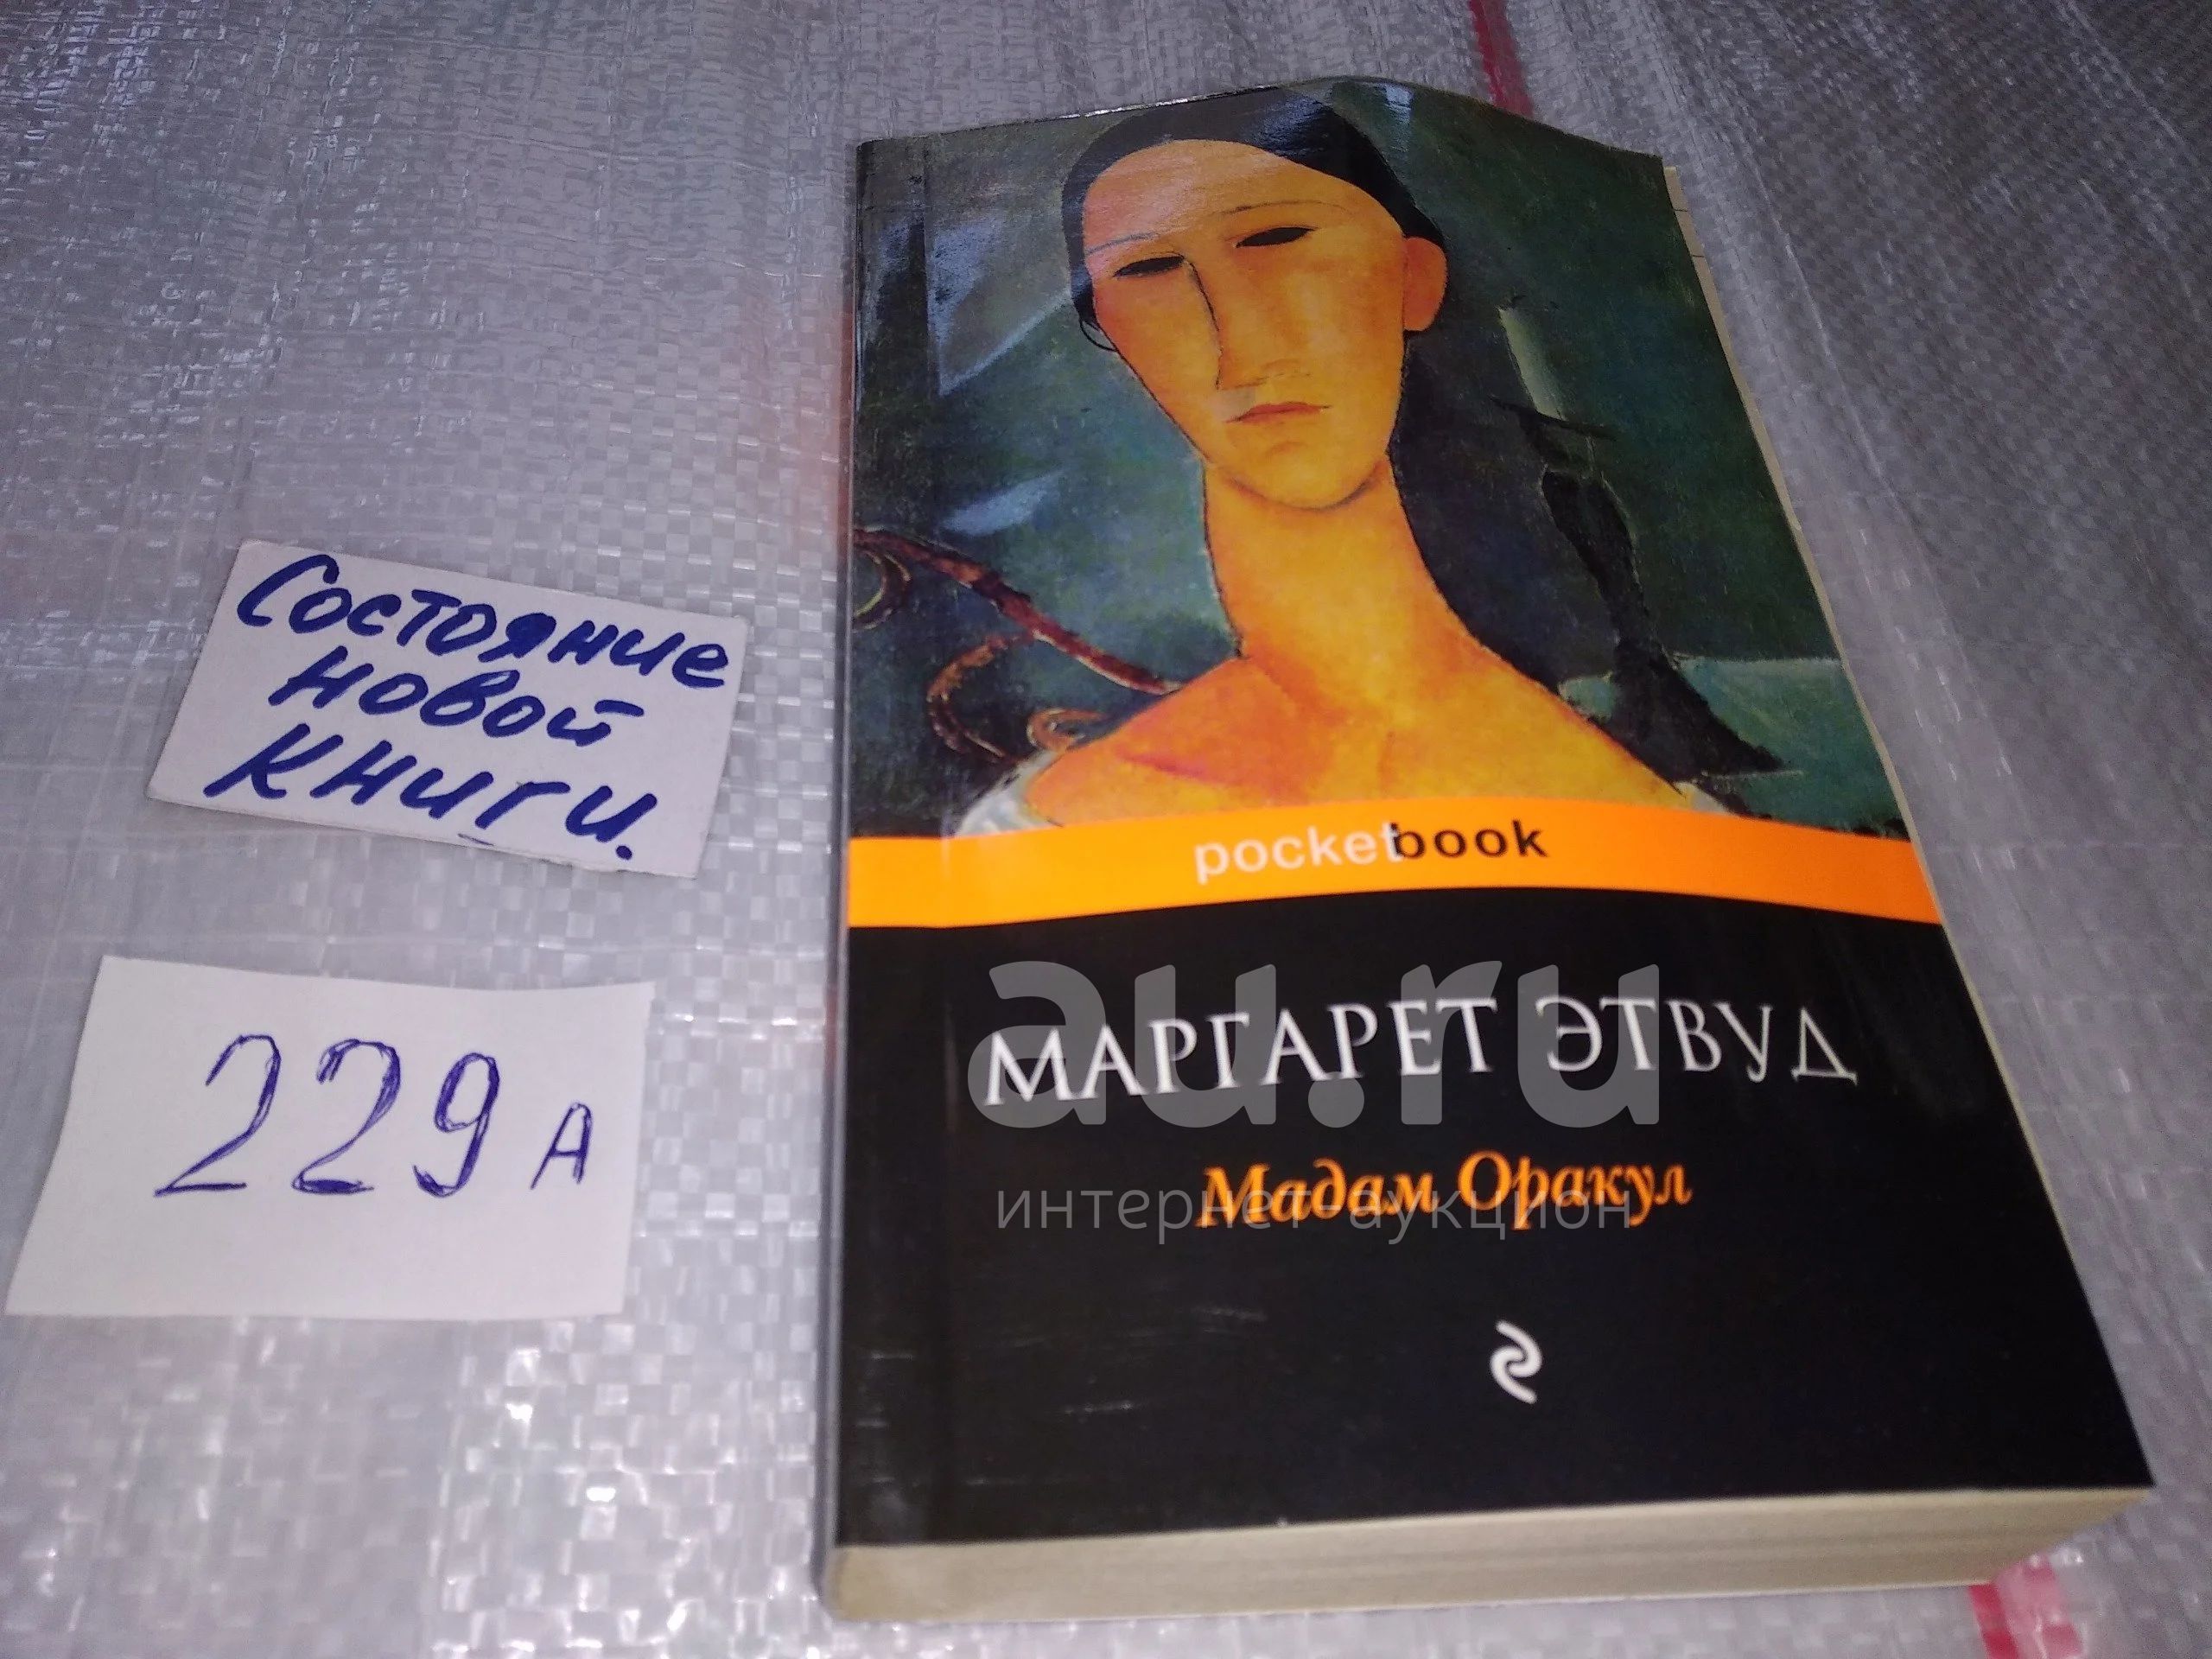 Состояние
новой
книги.
229 А
pocketbook
МАРГАРЕТ ЭТВУД
Мадам Оракул
au.ru
интернет-аукцион